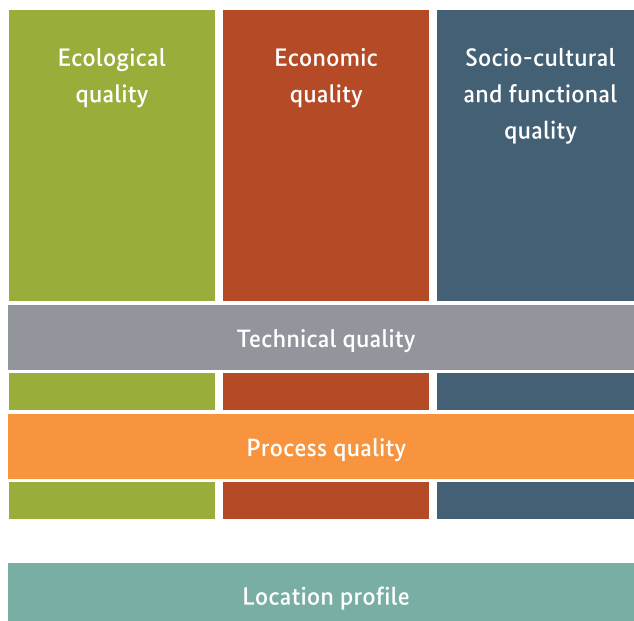 Ecological
quality
Economic
quality
Socio-cultural
and functional
quality
Technical quality
Process quality
Location profile